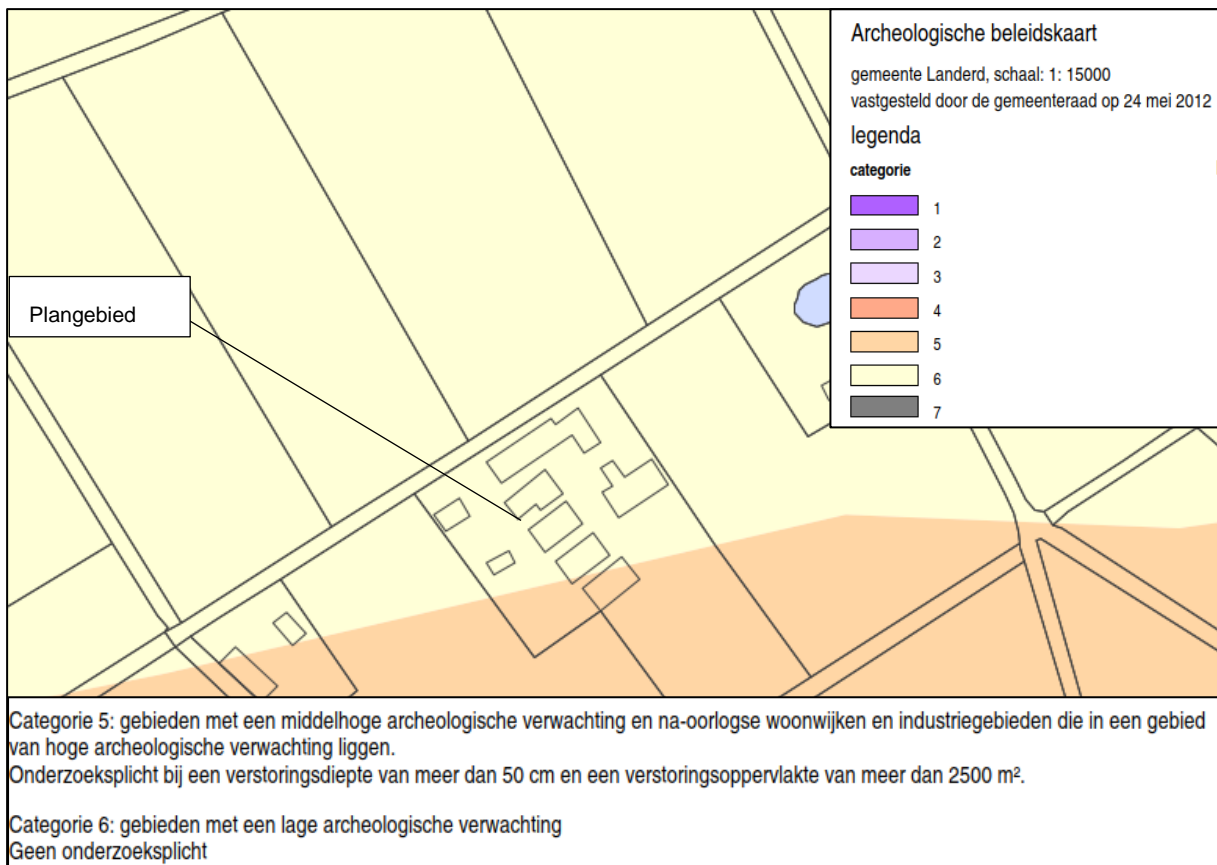 Archeologische beleidskaart
gemeente Landerd, schaal: 1: 15000
vastgesteld door de gemeenteraad op 24 mei 2012
legenda
categorie
1
2
3
4
5
6
7
Plangebied
Categorie 5: gebieden met een middelhoge archeologische verwachting en na-oorlogse woonwijken en industriegebieden die in een gebied
van hoge archeologische verwachting liggen.
Onderzoeksplicht bij een verstoringsdiepte van meer dan 50 cm en een verstoringsoppervlakte van meer dan 2500 m².
Categorie 6: gebieden met een lage archeologische verwachting
Geen onderzoeksplicht